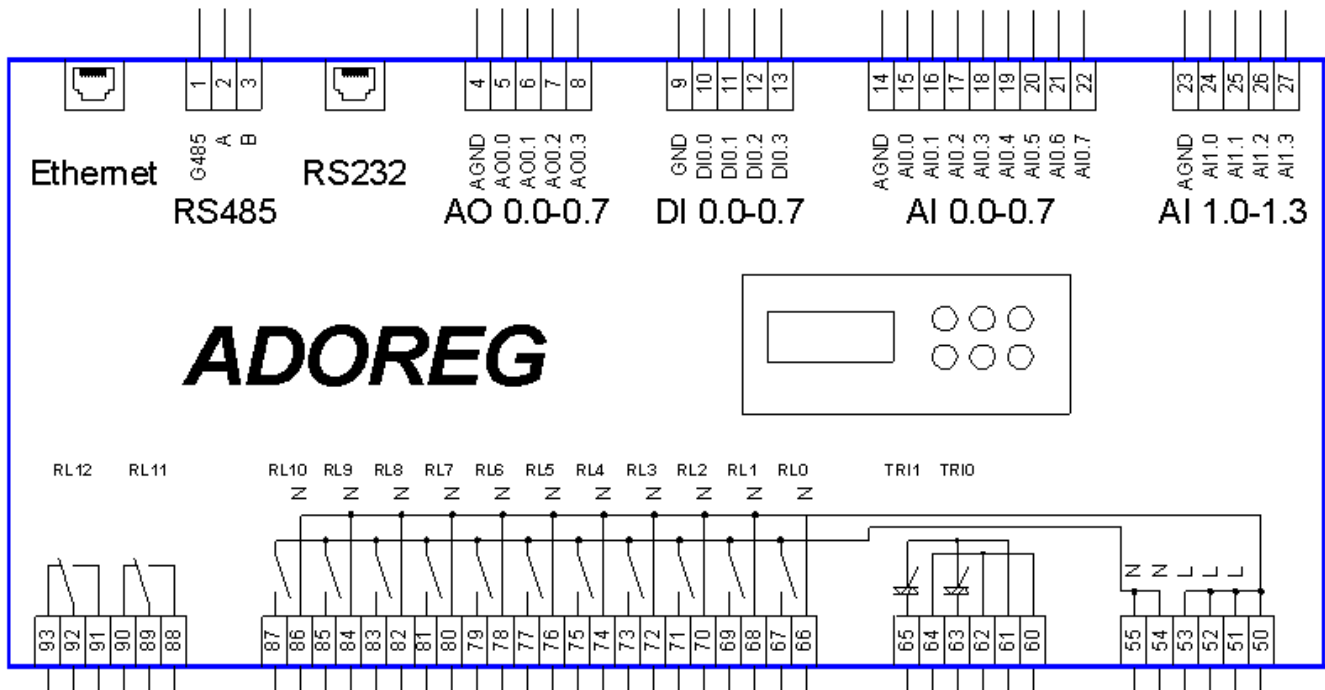 1 2 3 4 5 6 7 8 9 10 11 12 13 14 15 16 17 18 19 20 21 22 23 24 25 26 27
G485 A B AGND AO0.0 AO0.1 AO0.2 AO0.3 GND DI0.0 DI0.1 DI0.2 DI0.3 AGND AI0.0 AI0.1 AI0.2 AI0.3 AI0.4 AI0.5 AI0.6 AI0.7 AGND AI1.0 AI1.1 AI1.2 AI1.3
Ethernet RS232
RS485 AO 0.0-0.7 DI 0.0-0.7 AI 0.0-0.7 AI 1.0-1.3
ADOREG
RL12 RL11 RL10 RL9 RL8 RL7 RL6 RL5 RL4 RL3 RL2 RL1 RL0 TRI1 TRI0
N N N N N N N N N N N
N N L L L
93 92 91 90 89 88 87 86 85 84 83 82 81 80 79 78 77 76 75 74 73 72 71 70 69 68 67 66 65 64 63 62 61 60 55 54 53 52 51 50